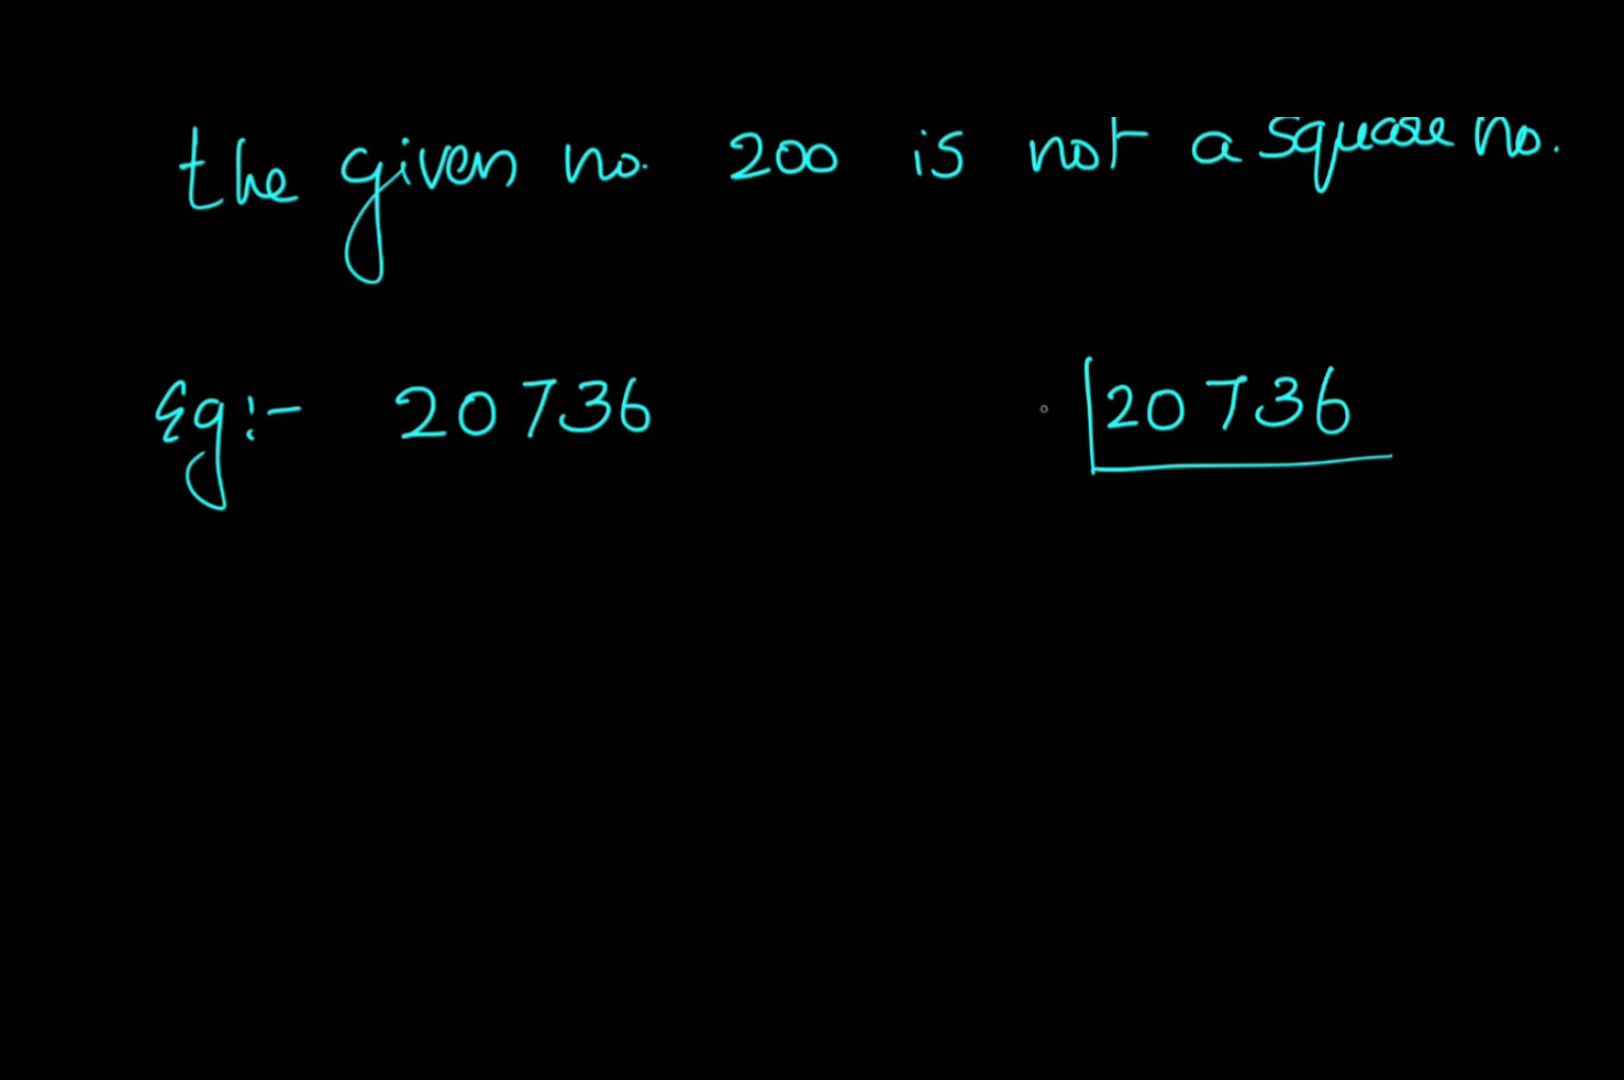 the given no. 200 is not a square no.
Eg:- 20736 20736